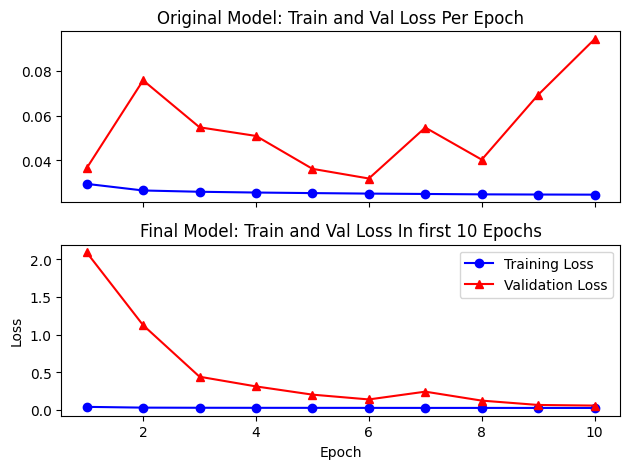 Original Model: Train and Val Loss Per Epoch
0.08
0.06
0.04
Final Model: Train and Val Loss In first 10 Epochs
2.0
1.5
1.0
0.5
0.0
Loss
Training Loss
Validation Loss
2 4 6 8 10
Epoch